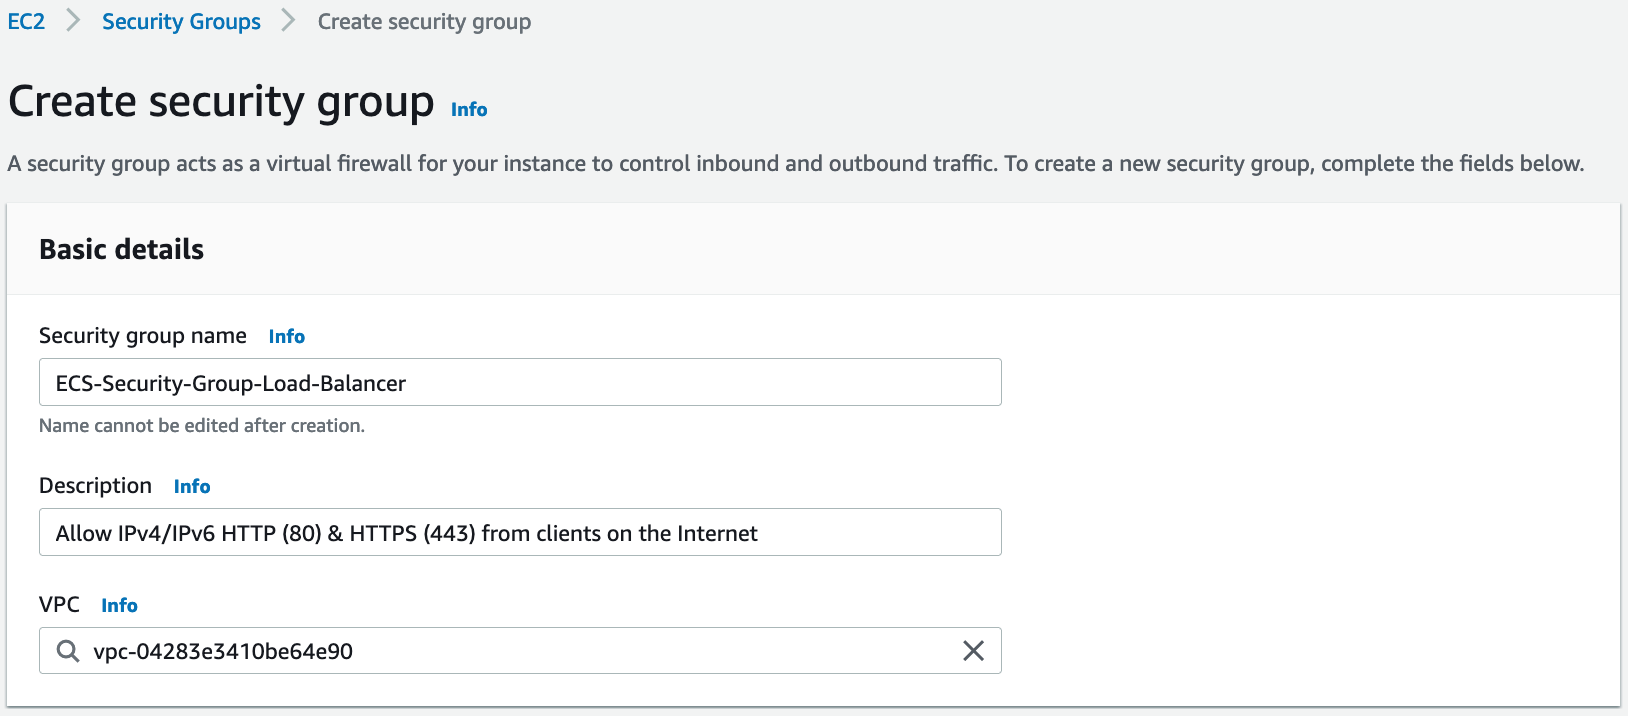 EC2 Security Groups Create security group
Create security group Info
A security group acts as a virtual firewall for your instance to control inbound and outbound traffic. To create a new security group, complete the fields below.
Basic details
Security group name Info
ECS-Security-Group-Load-Balancer
Name cannot be edited after creation.
Description Info
Allow IPv4/IPv6 HTTP (80) & HTTPS (443) from clients on the Internet
VPC Info
vpc-04283e3410be64e90